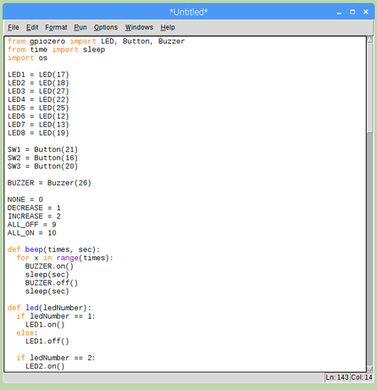 *Untitled*
File Edit Format Run Options Windows Help
from gpiozero import LED, Button, Buzzer
from time import sleep
import os

LED1 = LED(17)
LED2 = LED(18)
LED3 = LED(27)
LED4 = LED(22)
LED5 = LED(25)
LED6 = LED(12)
LED7 = LED(13)
LED8 = LED(19)

SW1 = Button(21)
SW2 = Button(16)
SW3 = Button(20)

BUZZER = Buzzer(26)

NONE = 0
DECREASE = 1
INCREASE = 2
ALL_OFF = 9
ALL_ON = 10

def beep(times, sec):
  for x in range(times):
    BUZZER.on()
    sleep(sec)
    BUZZER.off()
    sleep(sec)

def led(ledNumber):
  if ledNumber == 1:
    LED1.on()
  else:
    LED1.off()

  if ledNumber == 2:
    LED2.on()
Ln: 143 Col: 14